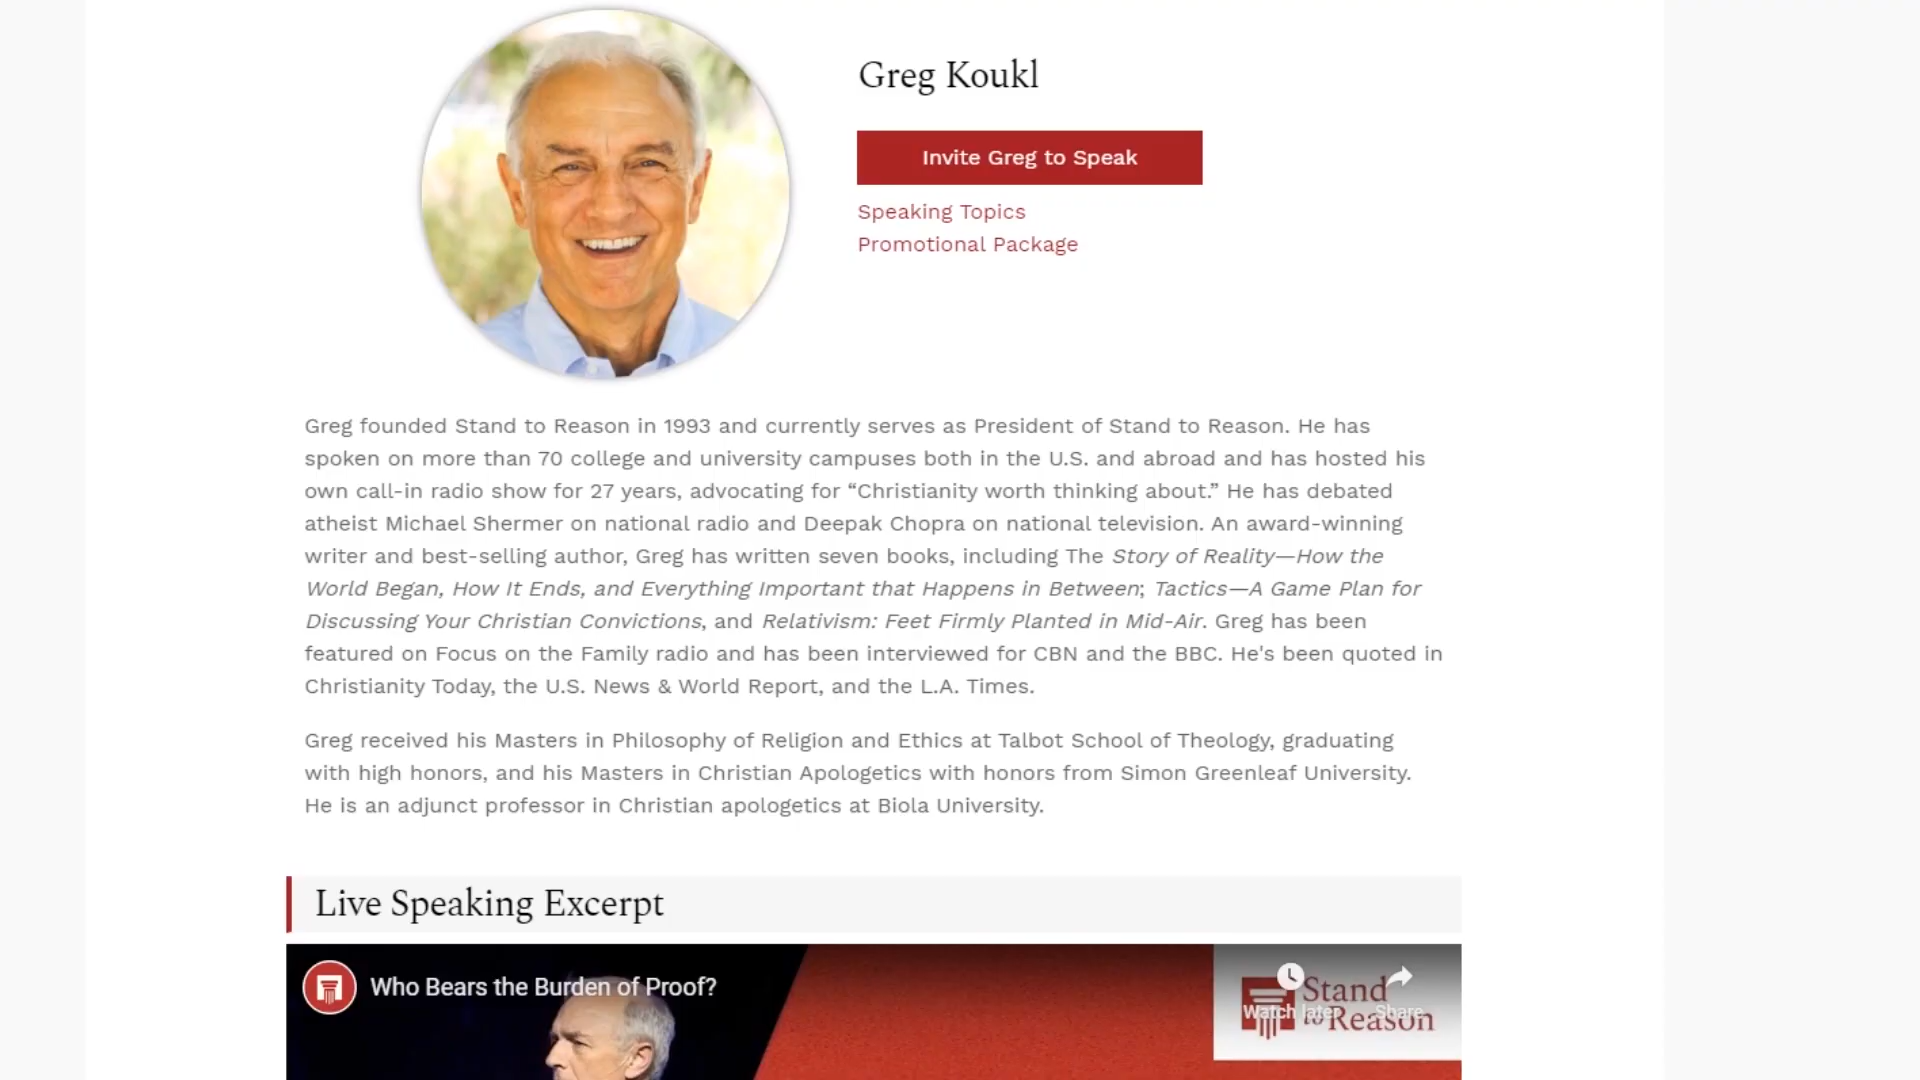 Greg Koukl
Invite Greg to Speak
Speaking Topics
Promotional Package
Greg founded Stand to Reason in 1993 and currently serves as President of Stand to Reason. He has
spoken on more than 70 college and university campuses both in the U.S. and abroad and has hosted his
own call-in radio show for 27 years, advocating for “Christianity worth thinking about.” He has debated
atheist Michael Shermer on national radio and Deepak Chopra on national television. An award-winning
writer and best-selling author, Greg has written seven books, including The Story of Reality—How the
World Began, How It Ends, and Everything Important that Happens in Between; Tactics—A Game Plan for
Discussing Your Christian Convictions, and Relativism: Feet Firmly Planted in Mid-Air. Greg has been
featured on Focus on the Family radio and has been interviewed for CBN and the BBC. He's been quoted in
Christianity Today, the U.S. News & World Report, and the L.A. Times.
Greg received his Masters in Philosophy of Religion and Ethics at Talbot School of Theology, graduating
with high honors, and his Masters in Christian Apologetics with honors from Simon Greenleaf University.
He is an adjunct professor in Christian apologetics at Biola University.
Live Speaking Excerpt
Who Bears the Burden of Proof?
Stand
to Reason
Watch later
Share